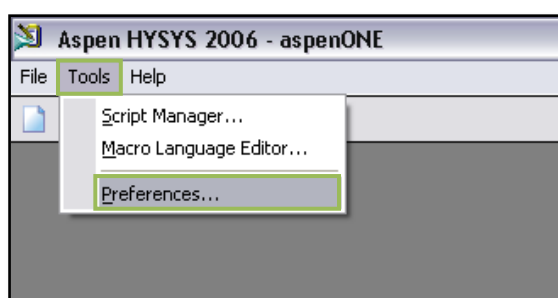 Aspen HYSYS 2006 - aspenONE
File Tools Help
Script Manager...
Macro Language Editor...
Preferences...